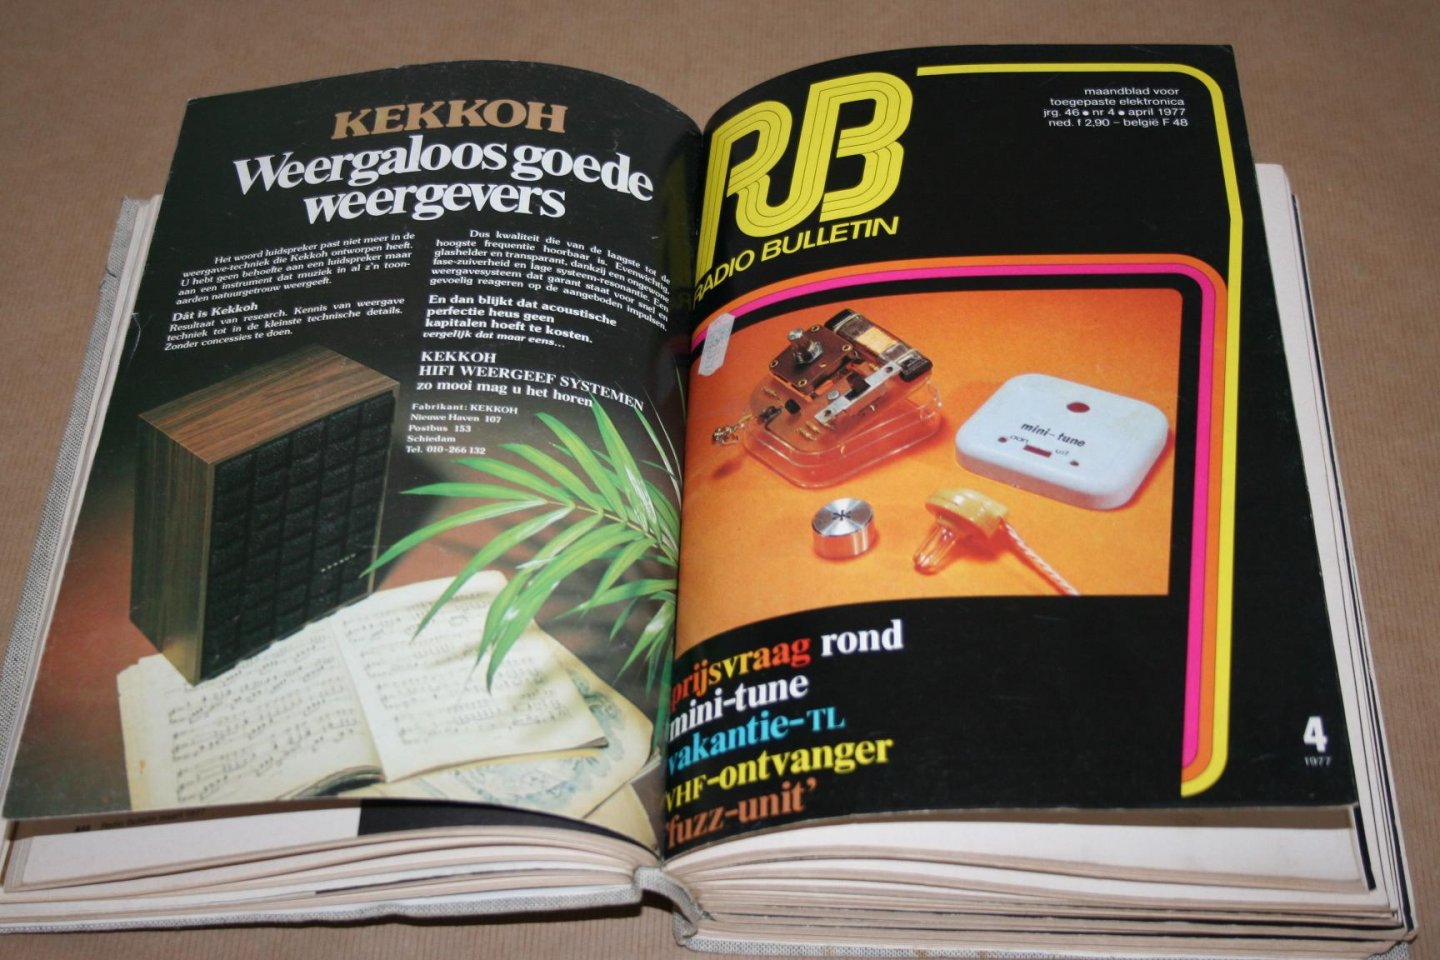 KEKKOH
Weergaloos goede
weergevers
Het woord luidspreker past niet meer in de
weergave-techniek die Kekkoh ontworpen heeft.
U hebt geen behoefte aan een luidspreker maar
aan een instrument dat muziek in al z'n toon-
aarden natuurgetrouw weergeeft.
Dát is Kekkoh
Resultaat van research. Kennis van weergave
techniek tot in de kleinste technische details.
Zonder concessies te doen.
Dus kwaliteit die van de laagste tot de
hoogste frequentie hoorbaar is. Evenwichtig,
glashelder en transparant, dankzij een ongewone
fase-zuiverheid en lage systeem-resonantie. Een
weergavesysteem dat garant staat voor snel en
gevoelig reageren op de aangeboden impulsen.
En dan blijkt dat acoustische
perfectie heus geen
kapitalen hoeft te kosten.
vergelijk dat maar eens...
KEKKOH
HIFI WEERGEEF SYSTEMEN
zo mooi mag u het horen
Fabrikant: KEKKOH
Nieuwe Haven 107
Postbus 153
Schiedam
Tel. 010-266132
RB
RADIO BULLETIN
maandblad voor
toegepaste elektronica
jrg. 46 • nr 4 • april 1977
ned. f 2,90 - belgië F 48
mini-tune
aan uit
prijsvraag rond
mini-tune
vakantie-TL
VHF-ontvanger
'fuzz-unit'
4
1977